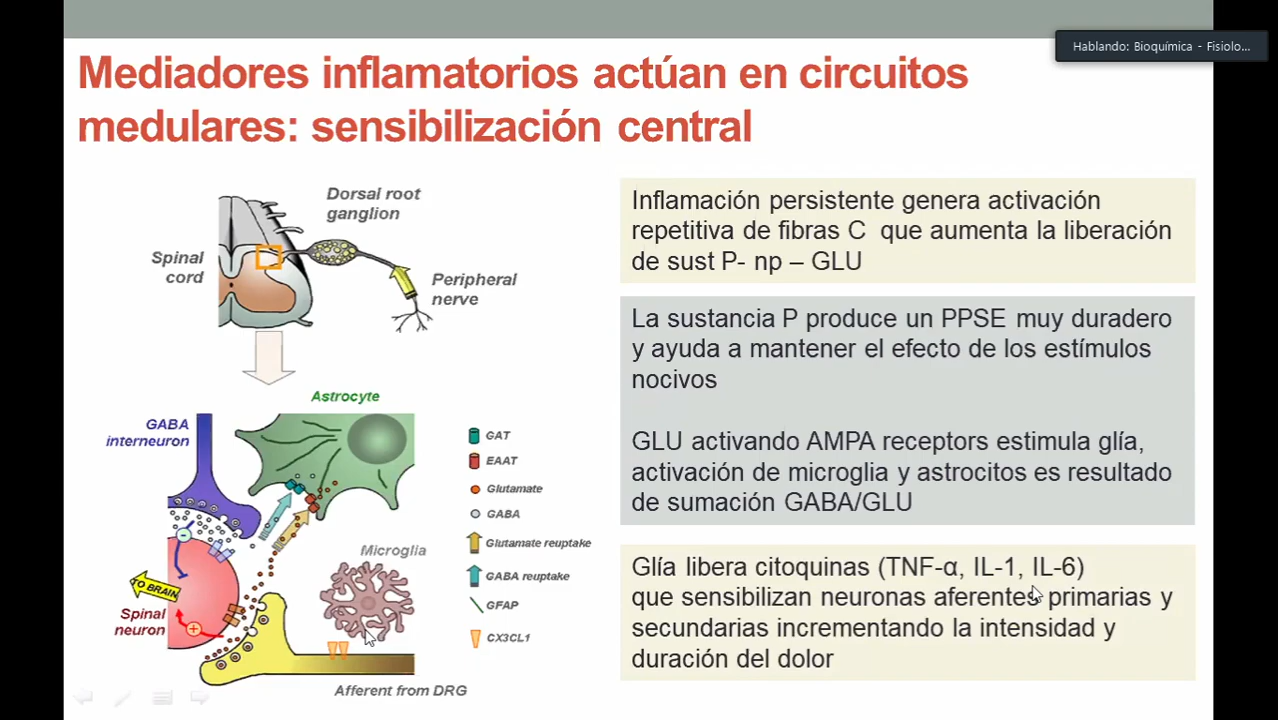 Hablando: Bioquímica - Fisiolo...
Mediadores inflamatorios actúan en circuitos
medulares: sensibilización central
Dorsal root
ganglion
Spinal
cord
Peripheral
nerve
Astrocyte
GABA
interneuron
Microglia
TO BRAIN
Spinal
neuron
Afferent from DRG
GAT
EAAT
Glutamate
GABA
Glutamate reuptake
GABA reuptake
GFAP
CX3CL1
Inflamación persistente genera activación
repetitiva de fibras C que aumenta la liberación
de sust P- np – GLU
La sustancia P produce un PPSE muy duradero
y ayuda a mantener el efecto de los estímulos
nocivos
GLU activando AMPA receptors estimula glía,
activación de microglia y astrocitos es resultado
de sumación GABA/GLU
Glía libera citoquinas (TNF-α, IL-1, IL-6)
que sensibilizan neuronas aferentes primarias y
secundarias incrementando la intensidad y
duración del dolor